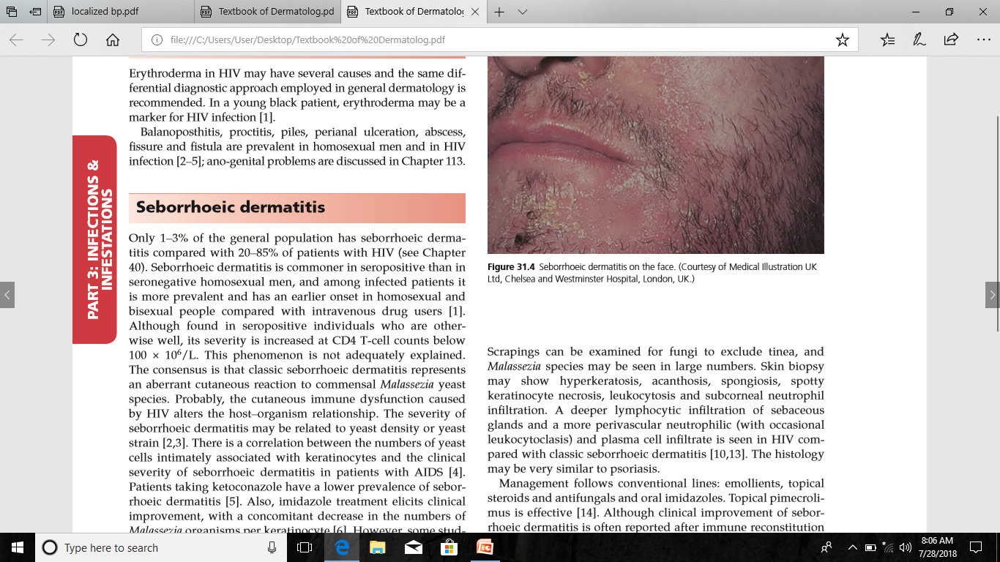 localized bp.pdf
Textbook of Dermatolog.pd
Textbook of Dermatolog
file:///C:/Users/User/Desktop/Textbook%20of%20Dermatolog.pdf
PART 3: INFECTIONS &
INFESTATIONS
Erythroderma in HIV may have several causes and the same dif-
ferential diagnostic approach employed in general dermatology is
recommended. In a young black patient, erythroderma may be a
marker for HIV infection [1].
Balanoposthitis, proctitis, piles, perianal ulceration, abscess,
fissure and fistula are prevalent in homosexual men and in HIV
infection [2–5]; ano-genital problems are discussed in Chapter 113.
Seborrhoeic dermatitis
Only 1–3% of the general population has seborrhoeic derma-
titis compared with 20–85% of patients with HIV (see Chapter
40). Seborrhoeic dermatitis is commoner in seropositive than in
seronegative homosexual men, and among infected patients it
is more prevalent and has an earlier onset in homosexual and
bisexual people compared with intravenous drug users [1].
Although found in seropositive individuals who are other-
wise well, its severity is increased at CD4 T-cell counts below
100 × 10⁶/L. This phenomenon is not adequately explained.
The consensus is that classic seborrhoeic dermatitis represents
an aberrant cutaneous reaction to commensal Malassezia yeast
species. Probably, the cutaneous immune dysfunction caused
by HIV alters the host–organism relationship. The severity of
seborrhoeic dermatitis may be related to yeast density or yeast
strain [2,3]. There is a correlation between the numbers of yeast
cells intimately associated with keratinocytes and the clinical
severity of seborrhoeic dermatitis in patients with AIDS [4].
Patients taking ketoconazole have a lower prevalence of sebor-
rhoeic dermatitis [5]. Also, imidazole treatment elicits clinical
improvement, with a concomitant decrease in the numbers of
Malassezia organisms per keratinocyte [6]. However, some stud-
Figure 31.4 Seborrhoeic dermatitis on the face. (Courtesy of Medical Illustration UK
Ltd, Chelsea and Westminster Hospital, London, UK.)
Scrapings can be examined for fungi to exclude tinea, and
Malassezia species may be seen in large numbers. Skin biopsy
may show hyperkeratosis, acanthosis, spongiosis, spotty
keratinocyte necrosis, leukocytosis and subcorneal neutrophil
infiltration. A deeper lymphocytic infiltration of sebaceous
glands and a more perivascular neutrophilic (with occasional
leukocytoclasis) and plasma cell infiltrate is seen in HIV com-
pared with classic seborrhoeic dermatitis [10,13]. The histology
may be very similar to psoriasis.
Management follows conventional lines: emollients, topical
steroids and antifungals and oral imidazoles. Topical pimecroli-
mus is effective [14]. Although clinical improvement of sebor-
rhoeic dermatitis is often reported after immune reconstitution
Type here to search
8:06 AM
7/28/2018